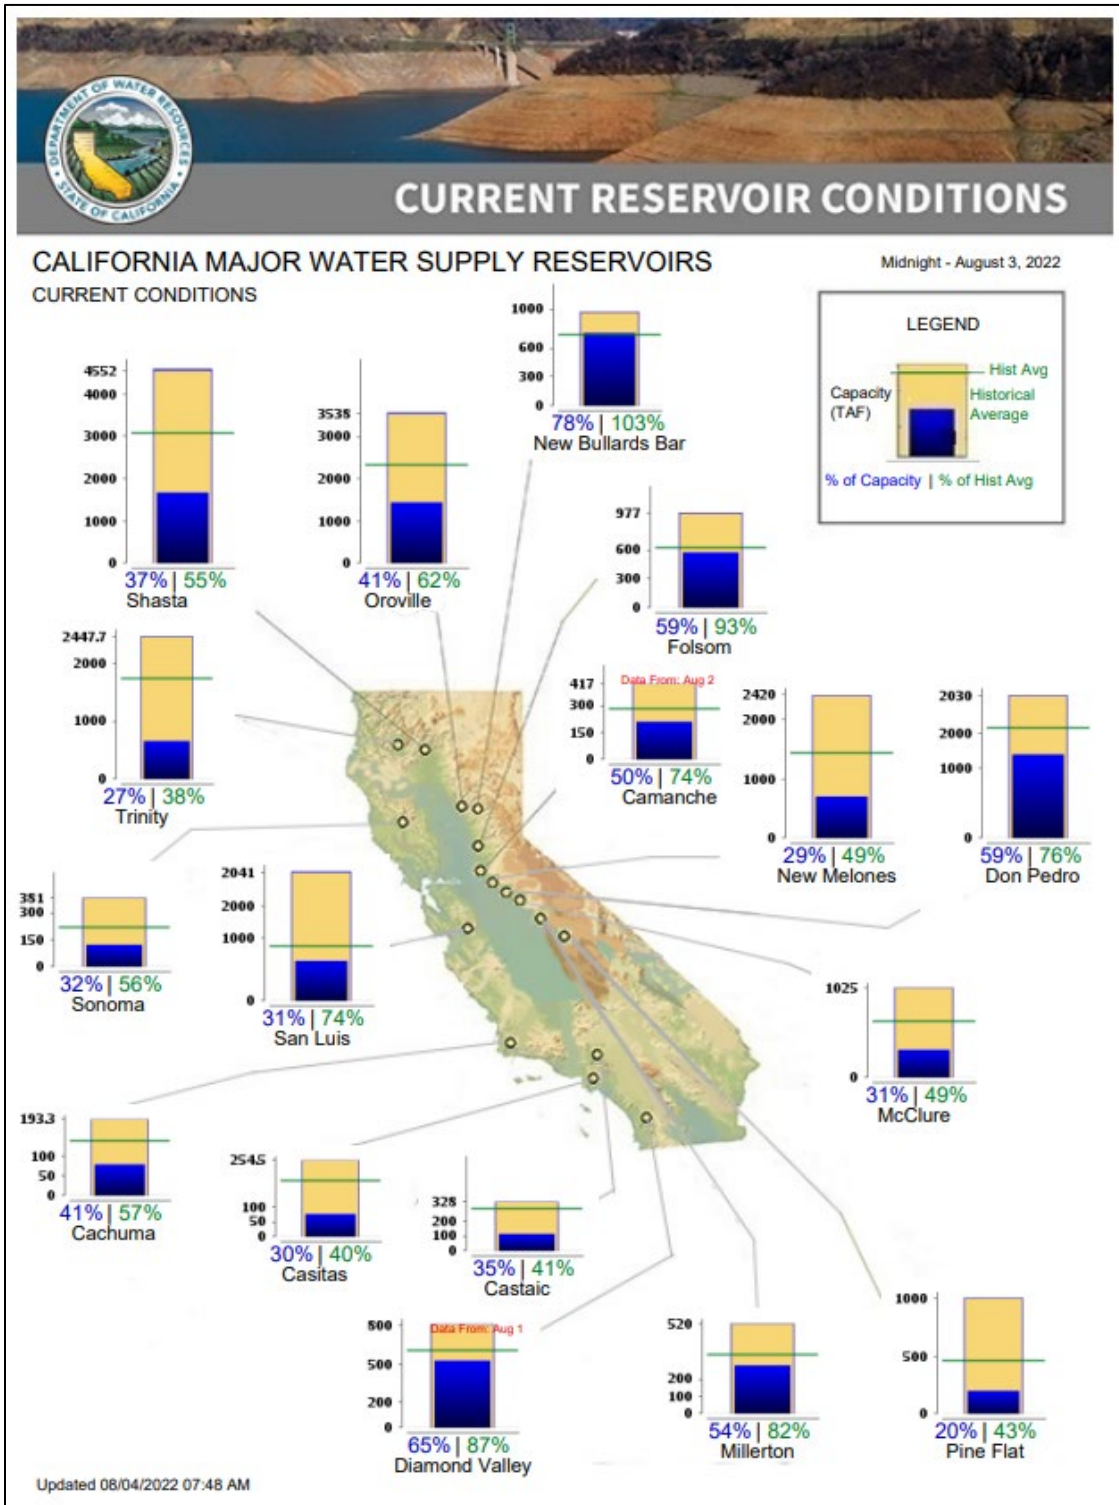 DEPARTMENT OF WATER RESOURCES
STATE OF CALIFORNIA
CURRENT RESERVOIR CONDITIONS
CALIFORNIA MAJOR WATER SUPPLY RESERVOIRS
Midnight - August 3, 2022
CURRENT CONDITIONS
LEGEND
Hist Avg
Capacity
(TAF)
Historical
Average
% of Capacity | % of Hist Avg
1000
600
300
0
78% | 103%
New Bullards Bar
4552
4000
3000
2000
1000
0
37% | 55%
Shasta
3538
3000
2000
1000
0
41% | 62%
Oroville
977
600
300
0
59% | 93%
Folsom
2447.7
2000
1000
0
27% | 38%
Trinity
Data From: Aug 2
417
300
150
0
50% | 74%
Camanche
2420
2000
1000
0
29% | 49%
New Melones
2030
2000
1000
0
59% | 76%
Don Pedro
381
300
150
0
32% | 56%
Sonoma
2041
2000
1000
0
31% | 74%
San Luis
1025
0
31% | 49%
McClure
193.3
100
50
0
41% | 57%
Cachuma
254.5
100
50
0
30% | 40%
Casitas
328
200
100
0
35% | 41%
Castaic
Data From: Aug 1
800
500
200
0
65% | 87%
Diamond Valley
520
200
100
0
54% | 82%
Millerton
1000
500
0
20% | 43%
Pine Flat
Updated 08/04/2022 07:48 AM